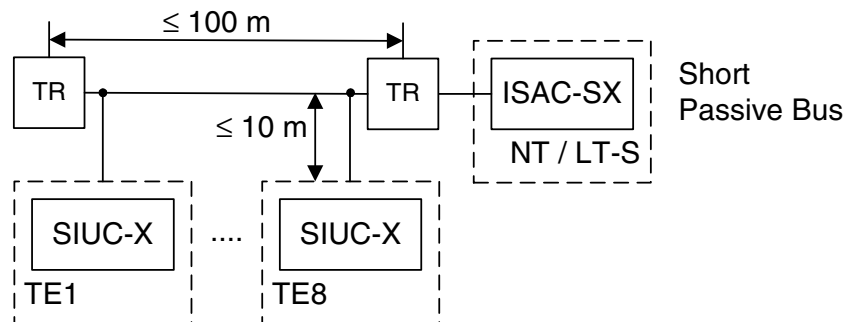 ≤ 100 m
TR
TR
ISAC-SX
NT / LT-S
Short
Passive Bus
≤ 10 m
SIUC-X
TE1
....
SIUC-X
TE8